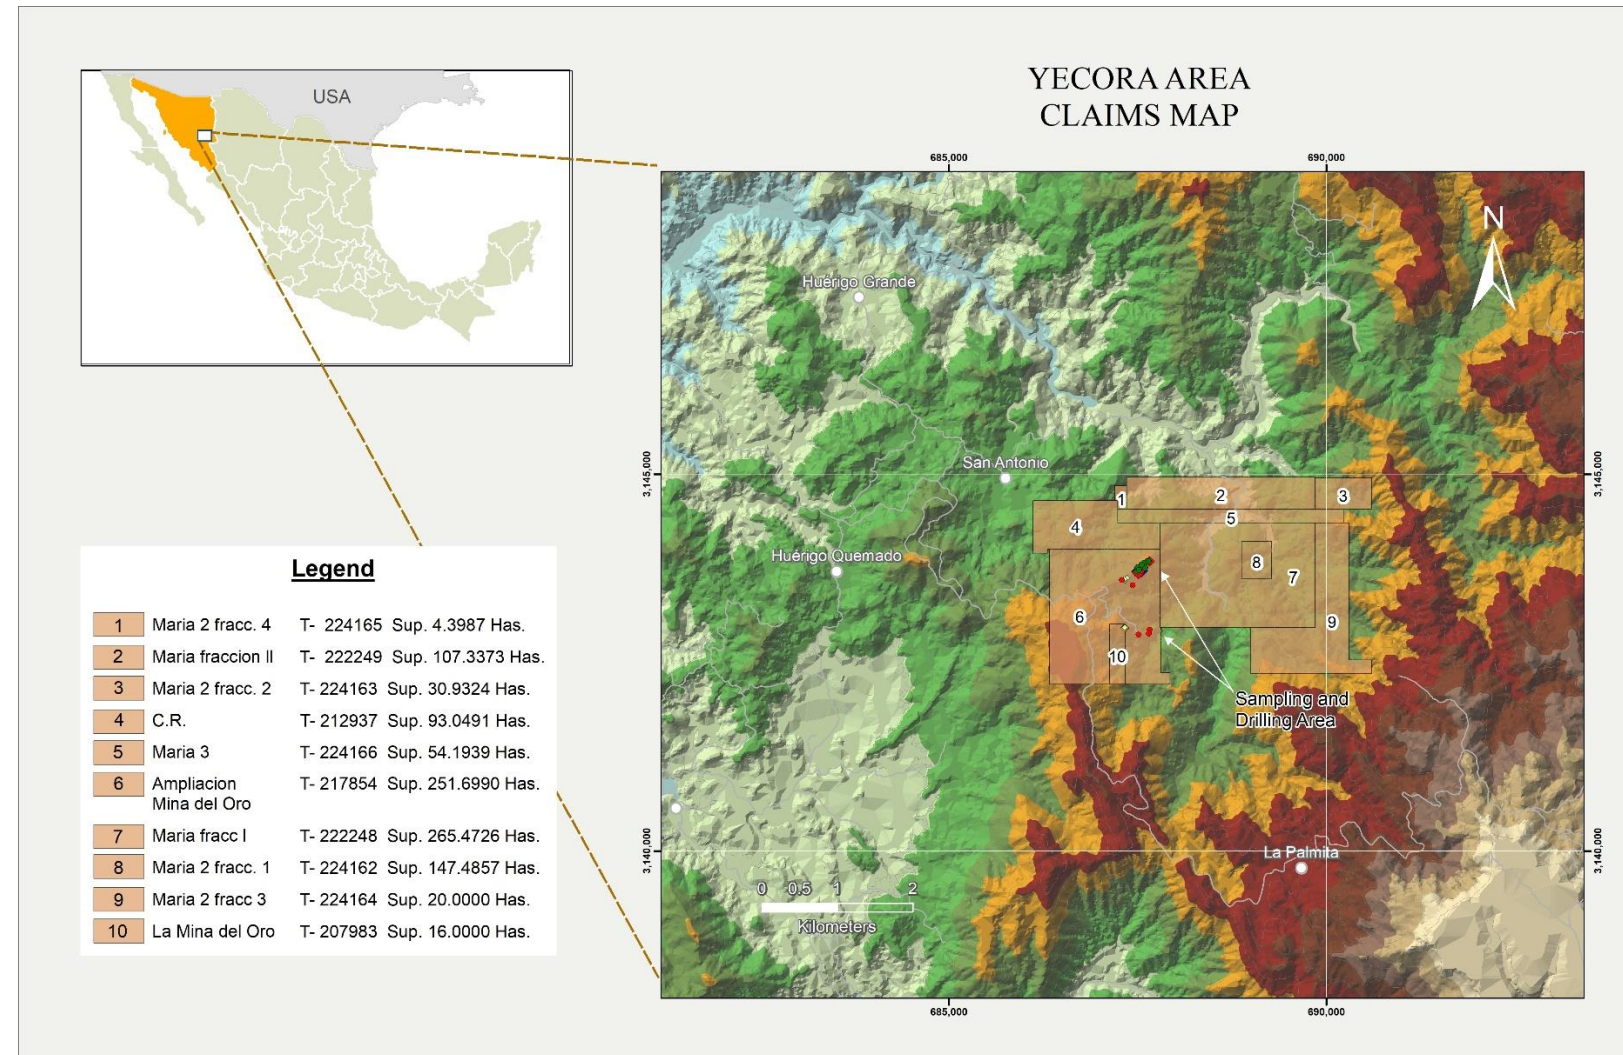 YECORA AREA
CLAIMS MAP
USA
Legend
1 Maria 2 fracc. 4 T- 224165 Sup. 4.3987 Has.
2 Maria fraccion II T- 222249 Sup. 107.3373 Has.
3 Maria 2 fracc. 2 T- 224163 Sup. 30.9324 Has.
4 C.R. T- 212937 Sup. 93.0491 Has.
5 Maria 3 T- 224166 Sup. 54.1939 Has.
6 Ampliacion T- 217854 Sup. 251.6990 Has.
Mina del Oro
7 Maria fracc I T- 222248 Sup. 265.4726 Has.
8 Maria 2 fracc. 1 T- 224162 Sup. 147.4857 Has.
9 Maria 2 fracc 3 T- 224164 Sup. 20.0000 Has.
10 La Mina del Oro T- 207983 Sup. 16.0000 Has.
685,000 690,000
N
Huérigo Grande
San Antonio
3,145,000 3,145,000
1 2 3
4 5
Huérigo Quemado
8 7
6 9
10
Sampling and
Drilling Area
3,140,000 3,140,000
La Palmita
0 0.5 1 2
Kilometers
685,000 690,000